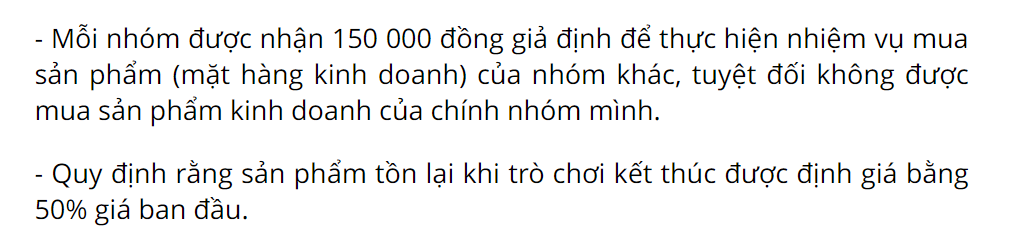 - Mỗi nhóm được nhận 150 000 đồng giả định để thực hiện nhiệm vụ mua
sản phẩm (mặt hàng kinh doanh) của nhóm khác, tuyệt đối không được
mua sản phẩm kinh doanh của chính nhóm mình.
- Quy định rằng sản phẩm tồn lại khi trò chơi kết thúc được định giá bằng
50% giá ban đầu.